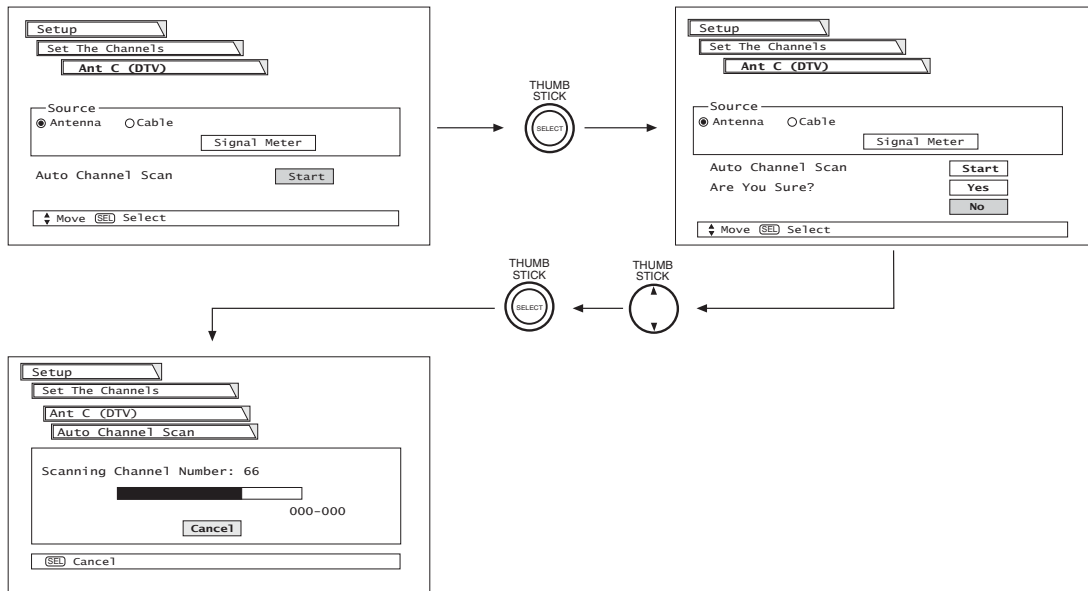 Setup
Set The Channels
Ant C (DTV)
Source
Antenna Cable
Signal Meter
Auto Channel Scan Start
Move SEL Select
THUMB
STICK
SELECT
Setup
Set The Channels
Ant C (DTV)
Source
Antenna Cable
Signal Meter
Auto Channel Scan Start
Are You Sure? Yes
No
Move SEL Select
THUMB
STICK
THUMB
STICK
SELECT
Setup
Set The Channels
Ant C (DTV)
Auto Channel Scan
Scanning Channel Number: 66
000-000
Cancel
SEL Cancel